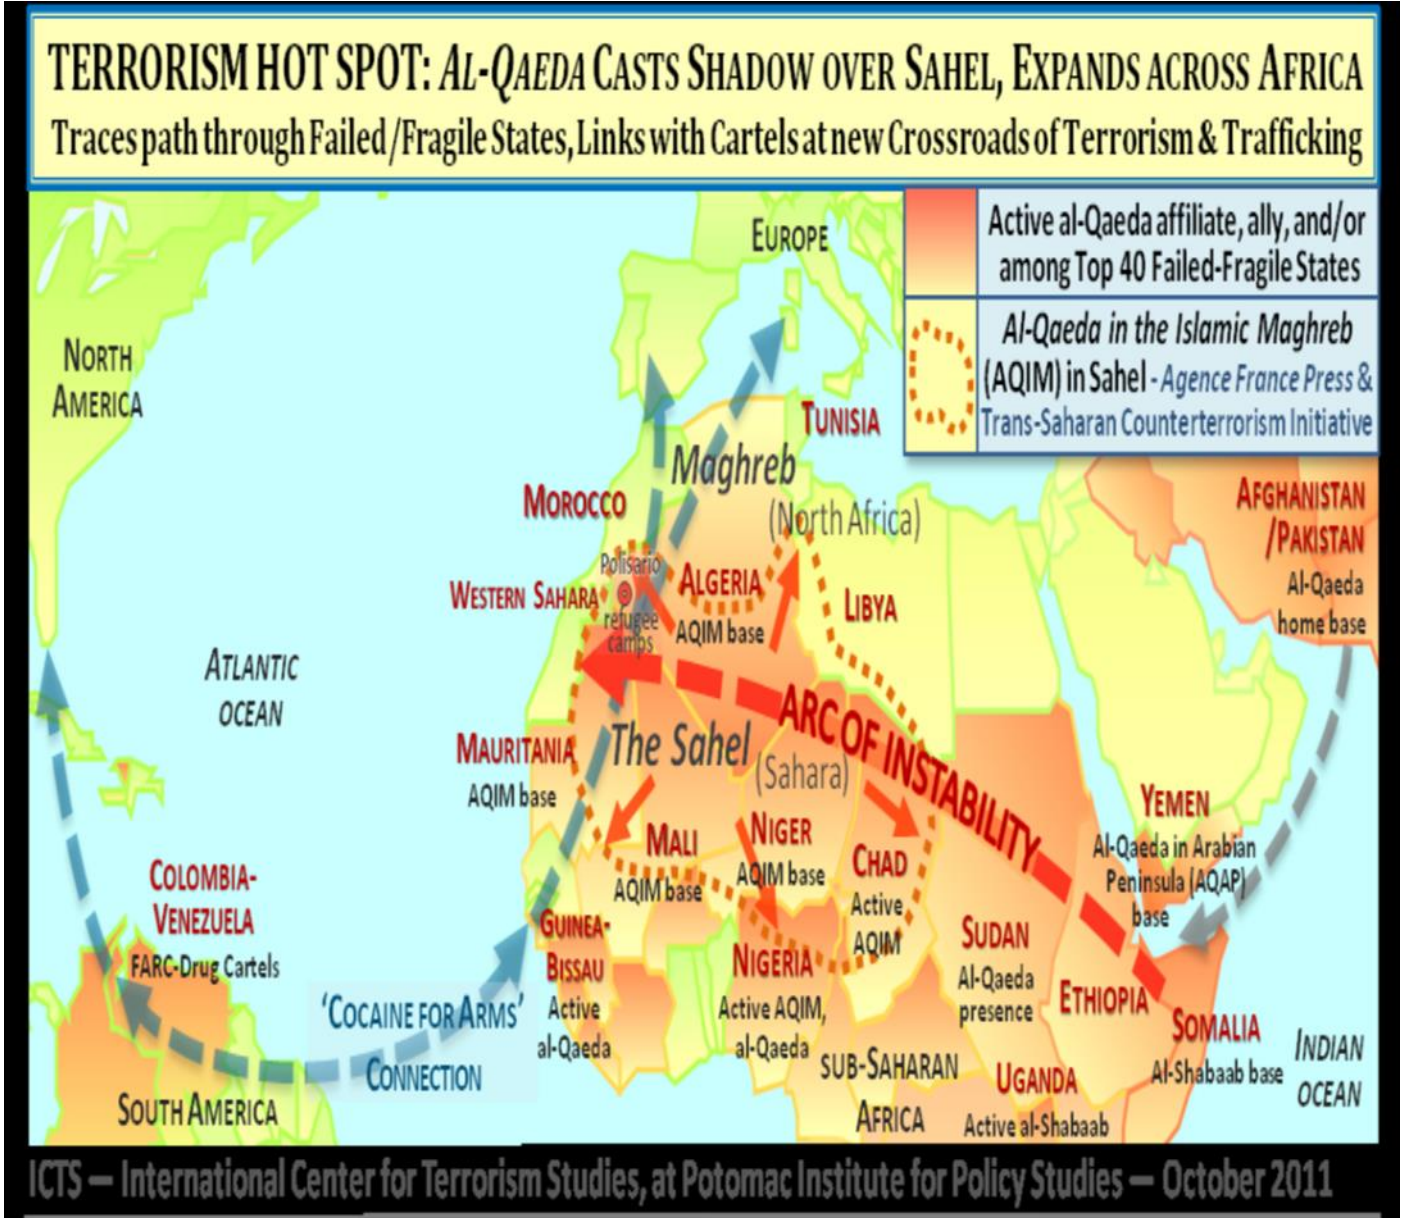 TERRORISM HOT SPOT: AL-QAEDA CASTS SHADOW OVER SAHEL, EXPANDS ACROSS AFRICA
Traces path through Failed/Fragile States, Links with Cartels at new Crossroads of Terrorism & Trafficking
Active al-Qaeda affiliate, ally, and/or
among Top 40 Failed-Fragile States
Al-Qaeda in the Islamic Maghreb
(AQIM) in Sahel - Agence France Press &
Trans-Saharan Counterterrorism Initiative
EUROPE
NORTH
AMERICA
TUNISIA
Maghreb
(North Africa)
MOROCCO
AFGHANISTAN
/PAKISTAN
Al-Qaeda
home base
Polisario
refugee
camps
WESTERN SAHARA
ALGERIA
AQIM base
LIBYA
ATLANTIC
OCEAN
ARC OF INSTABILITY
The Sahel
(Sahara)
MAURITANIA
AQIM base
MALI
AQIM base
NIGER
AQIM base
CHAD
Active
AQIM
YEMEN
Al-Qaeda in Arabian
Peninsula (AQAP)
base
COLOMBIA-
VENEZUELA
FARC-Drug Cartels
GUINEA-
BISSAU
Active
al-Qaeda
NIGERIA
Active AQIM,
al-Qaeda
SUDAN
Al-Qaeda
presence
ETHIOPIA
SOMALIA
Al-Shabaab base
INDIAN
OCEAN
'COCAINE FOR ARMS'
CONNECTION
SOUTH AMERICA
SUB-SAHARAN
AFRICA
UGANDA
Active al-Shabaab
ICTS — International Center for Terrorism Studies, at Potomac Institute for Policy Studies — October 2011